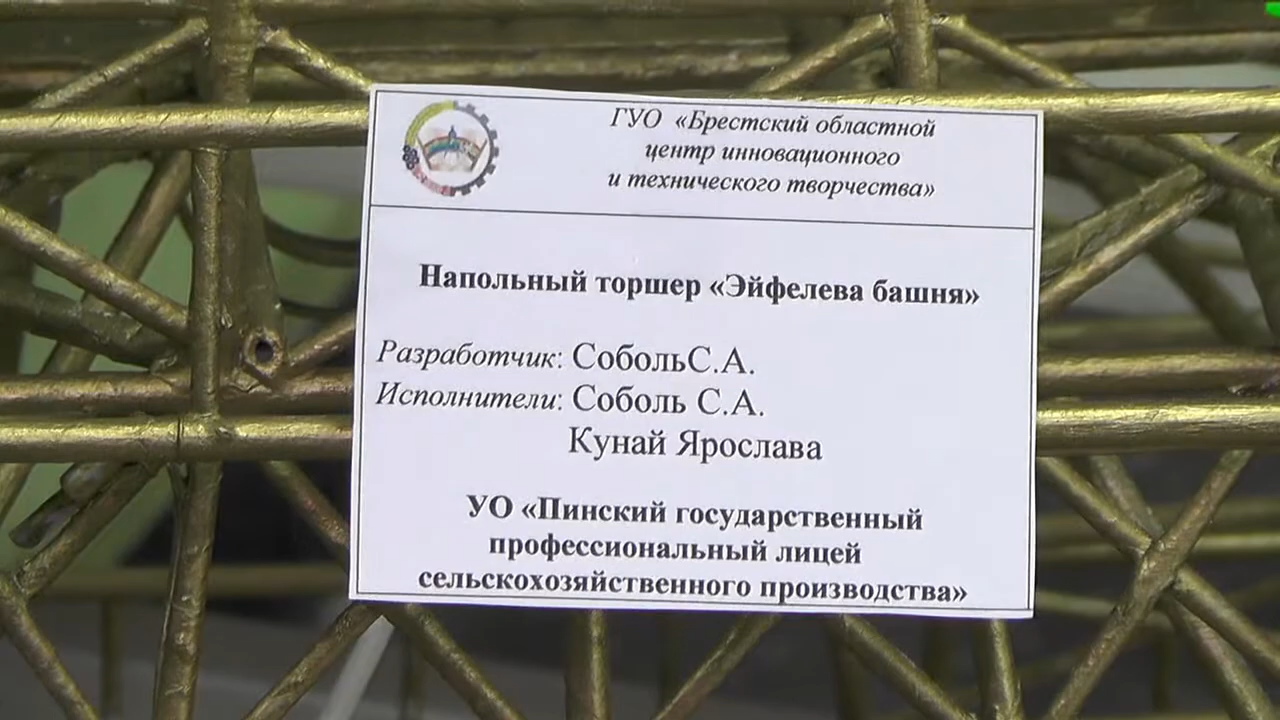 ГУО «Брестский областной
центр инновационного
и технического творчества»
Напольный торшер «Эйфелева башня»
Разработчик: СобольС.А.
Исполнители: Соболь С.А.
Кунай Ярослава
УО «Пинский государственный
профессиональный лицей
сельскохозяйственного производства»